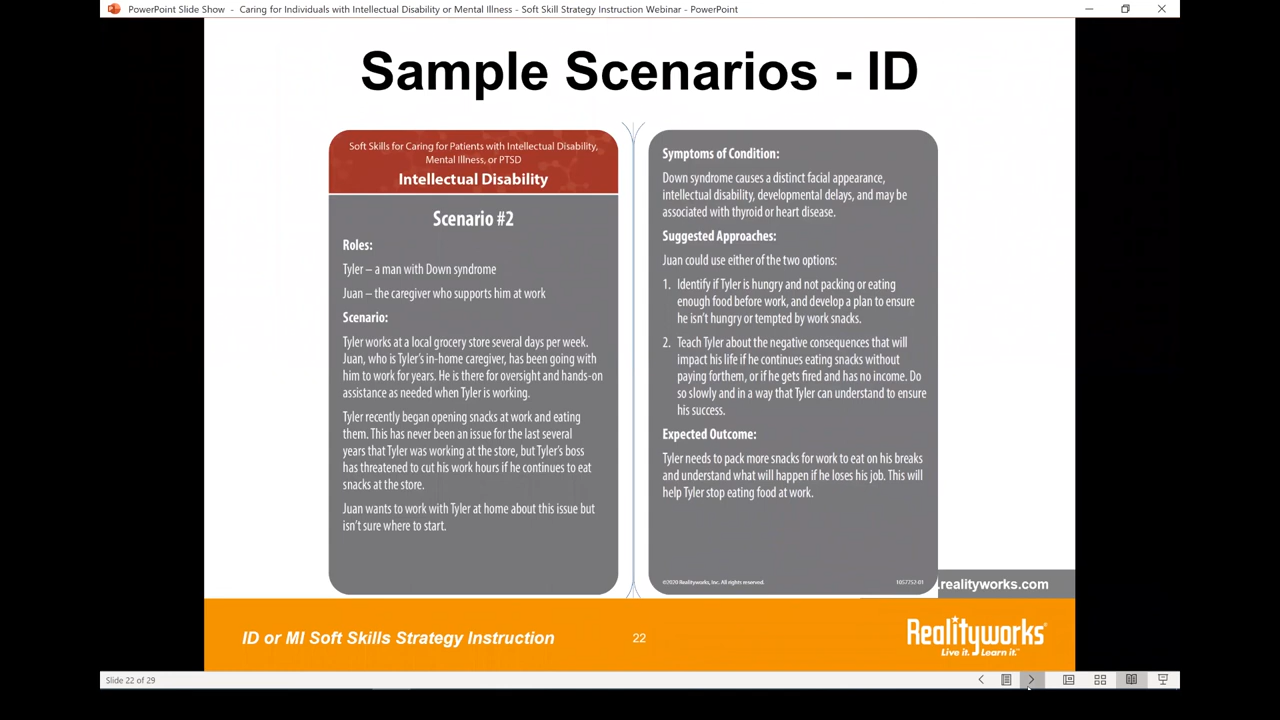 PowerPoint Slide Show - Caring for Individuals with Intellectual Disability or Mental Illness - Soft Skill Strategy Instruction Webinar - PowerPoint
Sample Scenarios - ID
Soft Skills for Caring for Patients with Intellectual Disability,
Mental Illness, or PTSD
Intellectual Disability
Scenario #2
Roles:
Tyler – a man with Down syndrome
Juan – the caregiver who supports him at work
Scenario:
Tyler works at a local grocery store several days per week.
Juan, who is Tyler's in-home caregiver, has been going with
him to work for years. He is there for oversight and hands-on
assistance as needed when Tyler is working.
Tyler recently began opening snacks at work and eating
them. This has never been an issue for the last several
years that Tyler was working at the store, but Tyler's boss
has threatened to cut his work hours if he continues to eat
snacks at the store.
Juan wants to work with Tyler at home about this issue but
isn't sure where to start.
Symptoms of Condition:
Down syndrome causes a distinct facial appearance,
intellectual disability, developmental delays, and may be
associated with thyroid or heart disease.
Suggested Approaches:
Juan could use either of the two options:
1. Identify if Tyler is hungry and not packing or eating
enough food before work, and develop a plan to ensure
he isn't hungry or tempted by work snacks.
2. Teach Tyler about the negative consequences that will
impact his life if he continues eating snacks without
paying forthem, or if he gets fired and has no income. Do
so slowly and in a way that Tyler can understand to ensure
his success.
Expected Outcome:
Tyler needs to pack more snacks for work to eat on his breaks
and understand what will happen if he loses his job. This will
help Tyler stop eating food at work.
©2020 Realityworks, Inc. All rights reserved.
1057752-01
.realityworks.com
ID or MI Soft Skills Strategy Instruction
22
Realityworks
Live it. Learn it.™
Slide 22 of 29